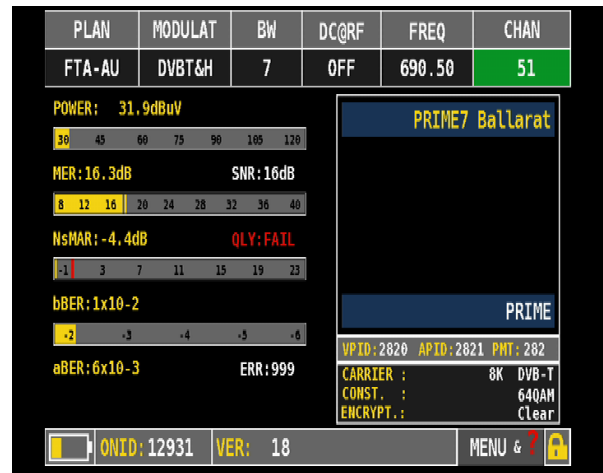 PLAN MODULAT BW DC@RF FREQ CHAN
FTA-AU DVBT&H 7 OFF 690.50 51
POWER: 31.9dBuV
30 45 60 75 90 105 120
MER:16.3dB SNR:16dB
8 12 16 20 24 28 32 36 40
NsMAR:-4.4dB QLY:FAIL
-1 3 7 11 15 19 23
bBER:1x10-2
-2 -3 -4 -5 -6
aBER:6x10-3 ERR:999
PRIME7 Ballarat
PRIME
VPID:2820 APID:2821 PMT:282
CARRIER : 8K DVB-T
CONST. : 64QAM
ENCRYPT.: Clear
ONID:12931 VER: 18 MENU & ?